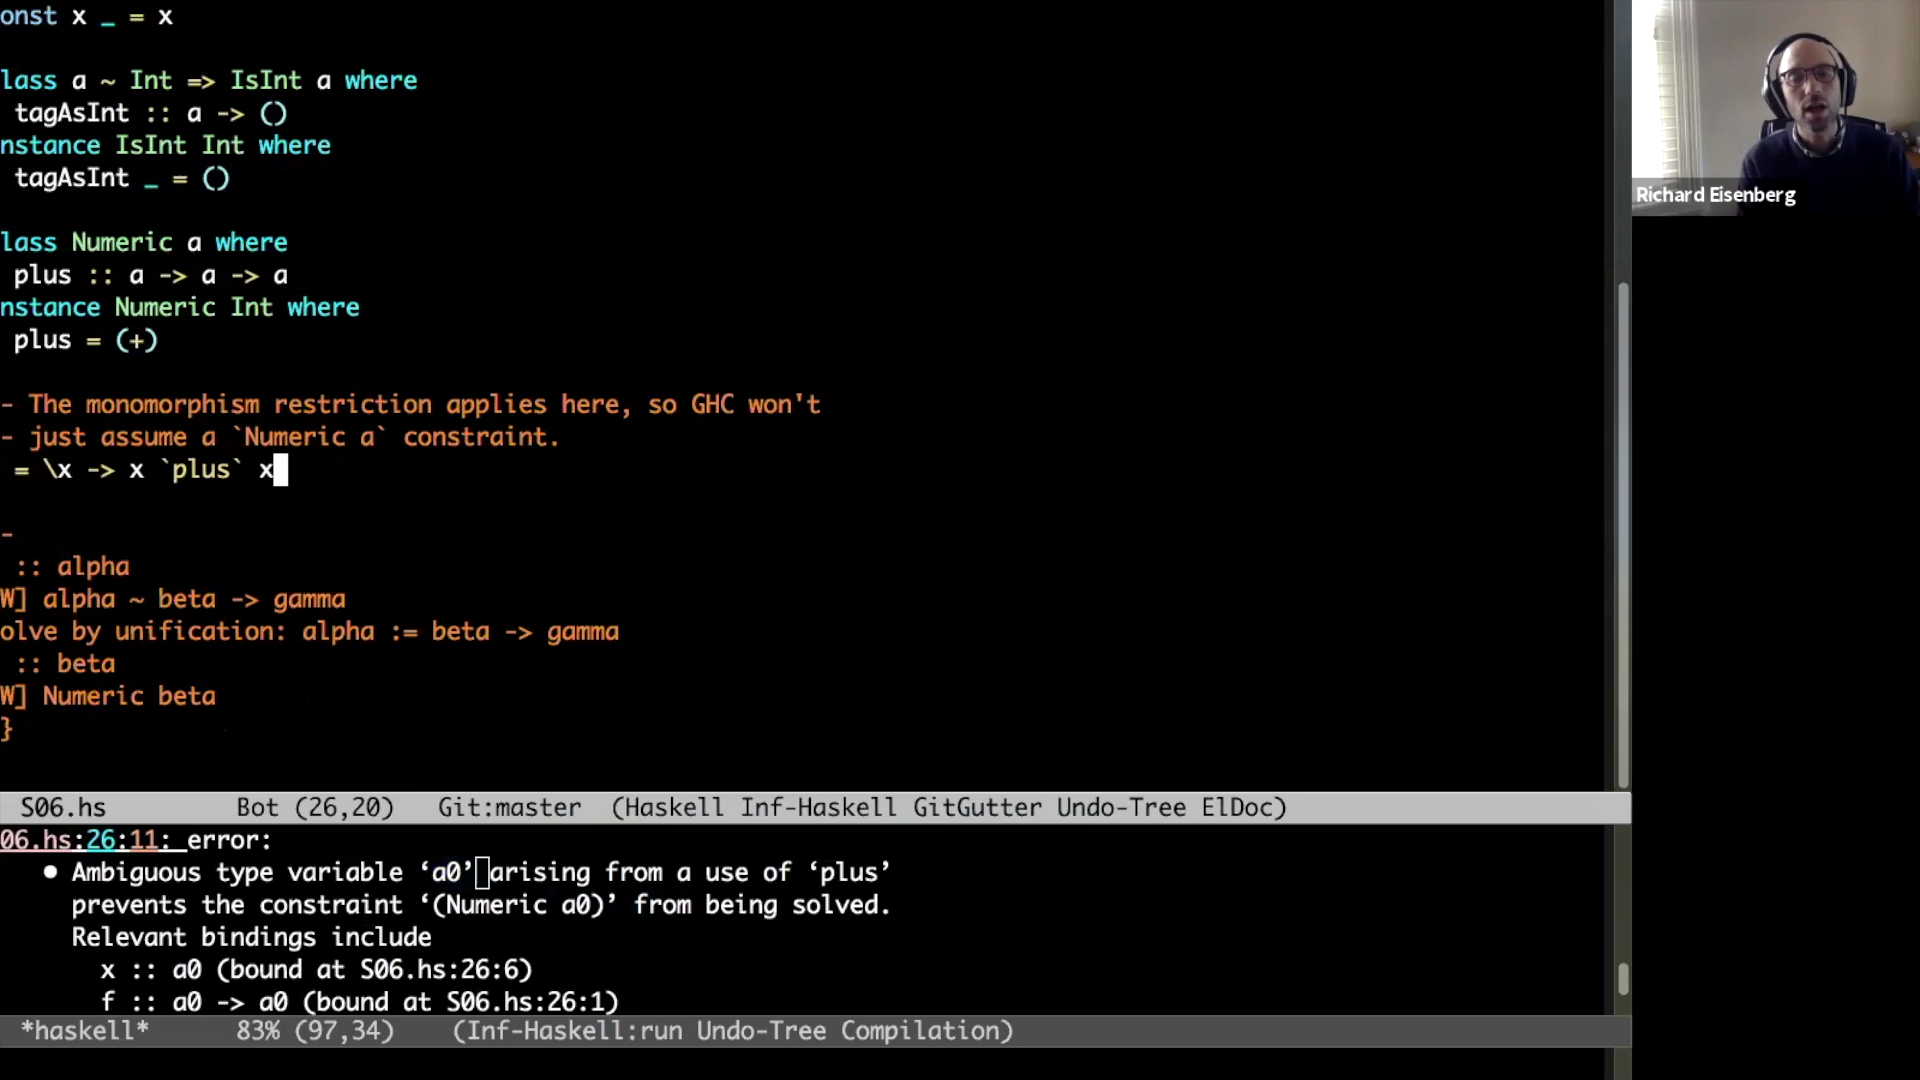 onst x _ = x
lass a ~ Int => IsInt a where
tagAsInt :: a -> ()
nstance IsInt Int where
tagAsInt _ = ()
lass Numeric a where
plus :: a -> a -> a
nstance Numeric Int where
plus = (+)
- The monomorphism restriction applies here, so GHC won't
- just assume a `Numeric a` constraint.
= \x -> x `plus` x
-
:: alpha
W] alpha ~ beta -> gamma
olve by unification: alpha := beta -> gamma
:: beta
W] Numeric beta
}
S06.hs Bot (26,20) Git:master (Haskell Inf-Haskell GitGutter Undo-Tree ElDoc)
06.hs:26:11: error:
• Ambiguous type variable ‘a0’ arising from a use of ‘plus’
prevents the constraint ‘(Numeric a0)’ from being solved.
Relevant bindings include
x :: a0 (bound at S06.hs:26:6)
f :: a0 -> a0 (bound at S06.hs:26:1)
*haskell* 83% (97,34) (Inf-Haskell:run Undo-Tree Compilation)
Richard Eisenberg